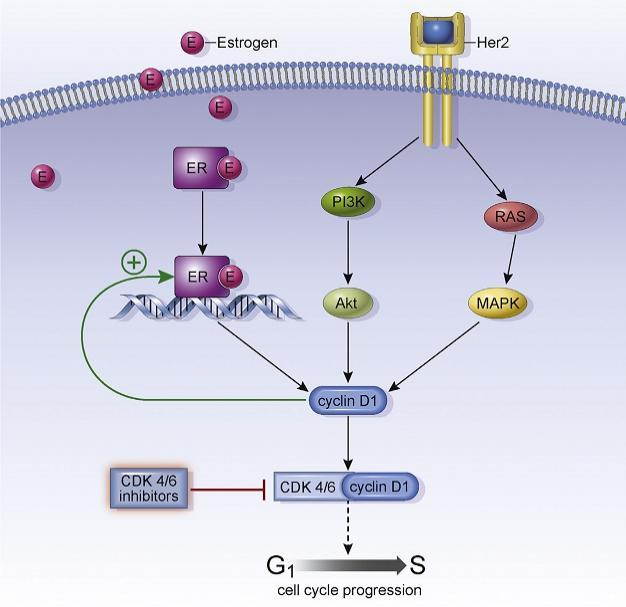 E
Estrogen
Her2
E
E
E
ER
E
PI3K
RAS
+
ER
E
Akt
MAPK
cyclin D1
CDK 4/6
inhibitors
CDK 4/6
cyclin D1
G1
S
cell cycle progression